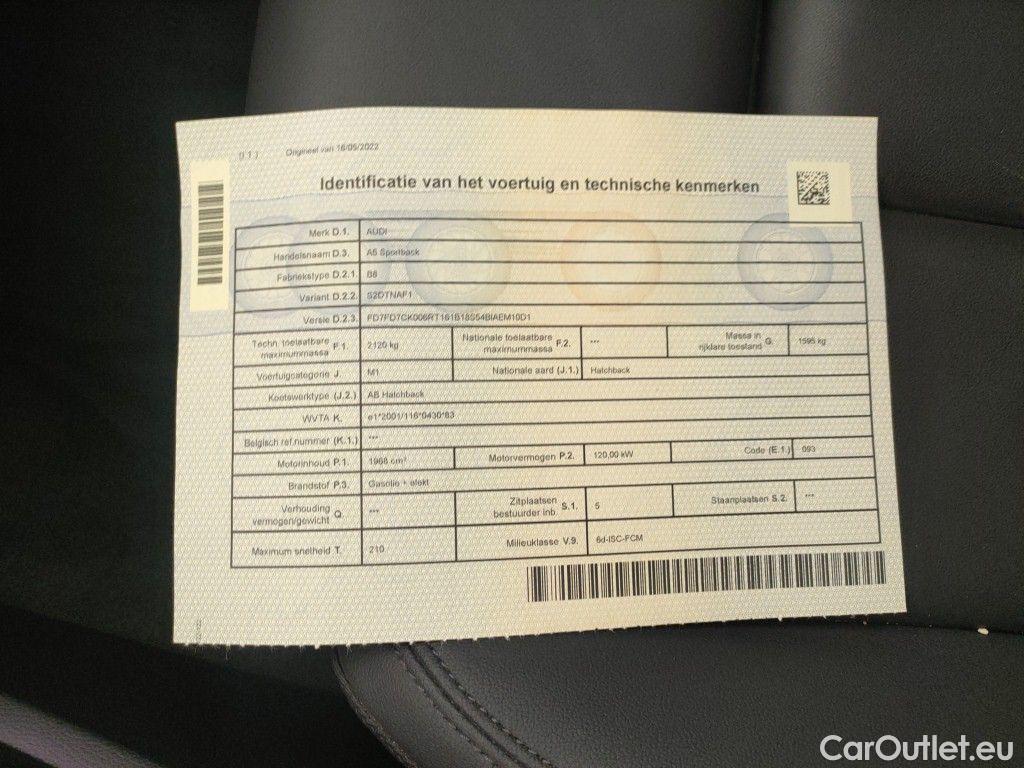 (I.1)
Origineel van 16/05/2022
Identificatie van het voertuig en technische kenmerken
Merk D.1. AUDI
Handelsnaam D.3. A5 Sportback
Fabriekstype D.2.1. B8
Variant D.2.2. S2DTNAF1
Versie D.2.3. FD7FD7CK006RT161B18S54BIAEM10D1
Techn. toelaatbare maximummassa F.1. 2120 kg Nationale toelaatbare maximummassa F.2. *** Massa in rijklare toestand G. 1595 kg
Voertuigcategorie J. M1 Nationale aard (J.1.) Hatchback
Koetswerktype (J.2.) AB Hatchback
WVTA K. e1*2001/116*0430*83
Belgisch ref.nummer (K.1.) ***
Motorinhoud P.1. 1968 cm³ Motorvermogen P.2. 120,00 kW Code (E.1.) 093
Brandstof P.3. Gasolie + elekt
Verhouding vermogen/gewicht Q. *** Zitplaatsen bestuurder inb. S.1. 5 Staanplaatsen S.2. ***
Maximum snelheid T. 210 Milieuklasse V.9. 6d-ISC-FCM
CarOutlet.eu